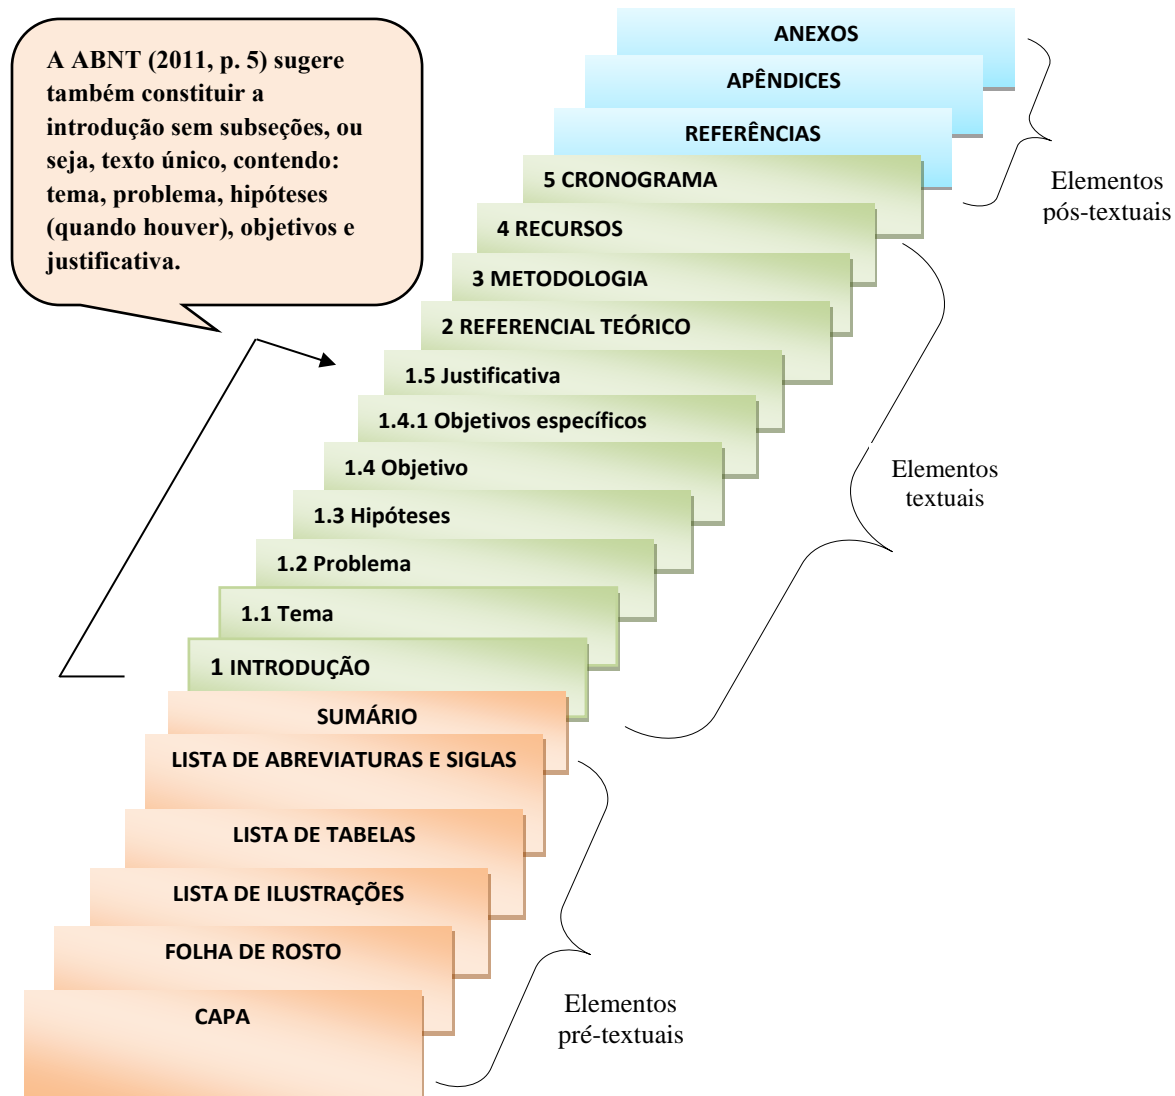 A ABNT (2011, p. 5) sugere
também constituir a
introdução sem subseções, ou
seja, texto único, contendo:
tema, problema, hipóteses
(quando houver), objetivos e
justificativa.
ANEXOS
APÊNDICES
REFERÊNCIAS
Elementos
pós-textuais
5 CRONOGRAMA
4 RECURSOS
3 METODOLOGIA
2 REFERENCIAL TEÓRICO
1.5 Justificativa
1.4.1 Objetivos específicos
1.4 Objetivo
1.3 Hipóteses
1.2 Problema
1.1 Tema
1 INTRODUÇÃO
Elementos
textuais
SUMÁRIO
LISTA DE ABREVIATURAS E SIGLAS
LISTA DE TABELAS
LISTA DE ILUSTRAÇÕES
FOLHA DE ROSTO
CAPA
Elementos
pré-textuais